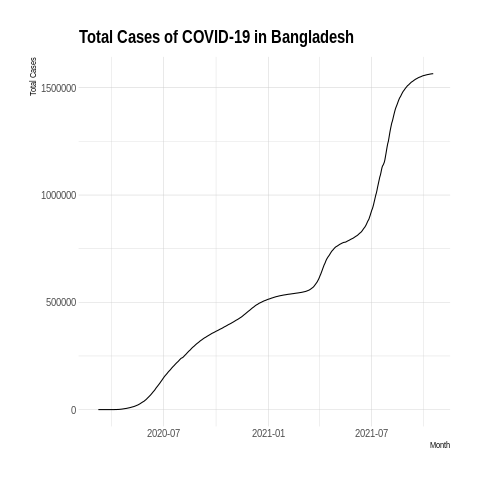 Total Cases of COVID-19 in Bangladesh
Total Cases
1500000
1000000
500000
0
2020-07
2021-01
2021-07
Month